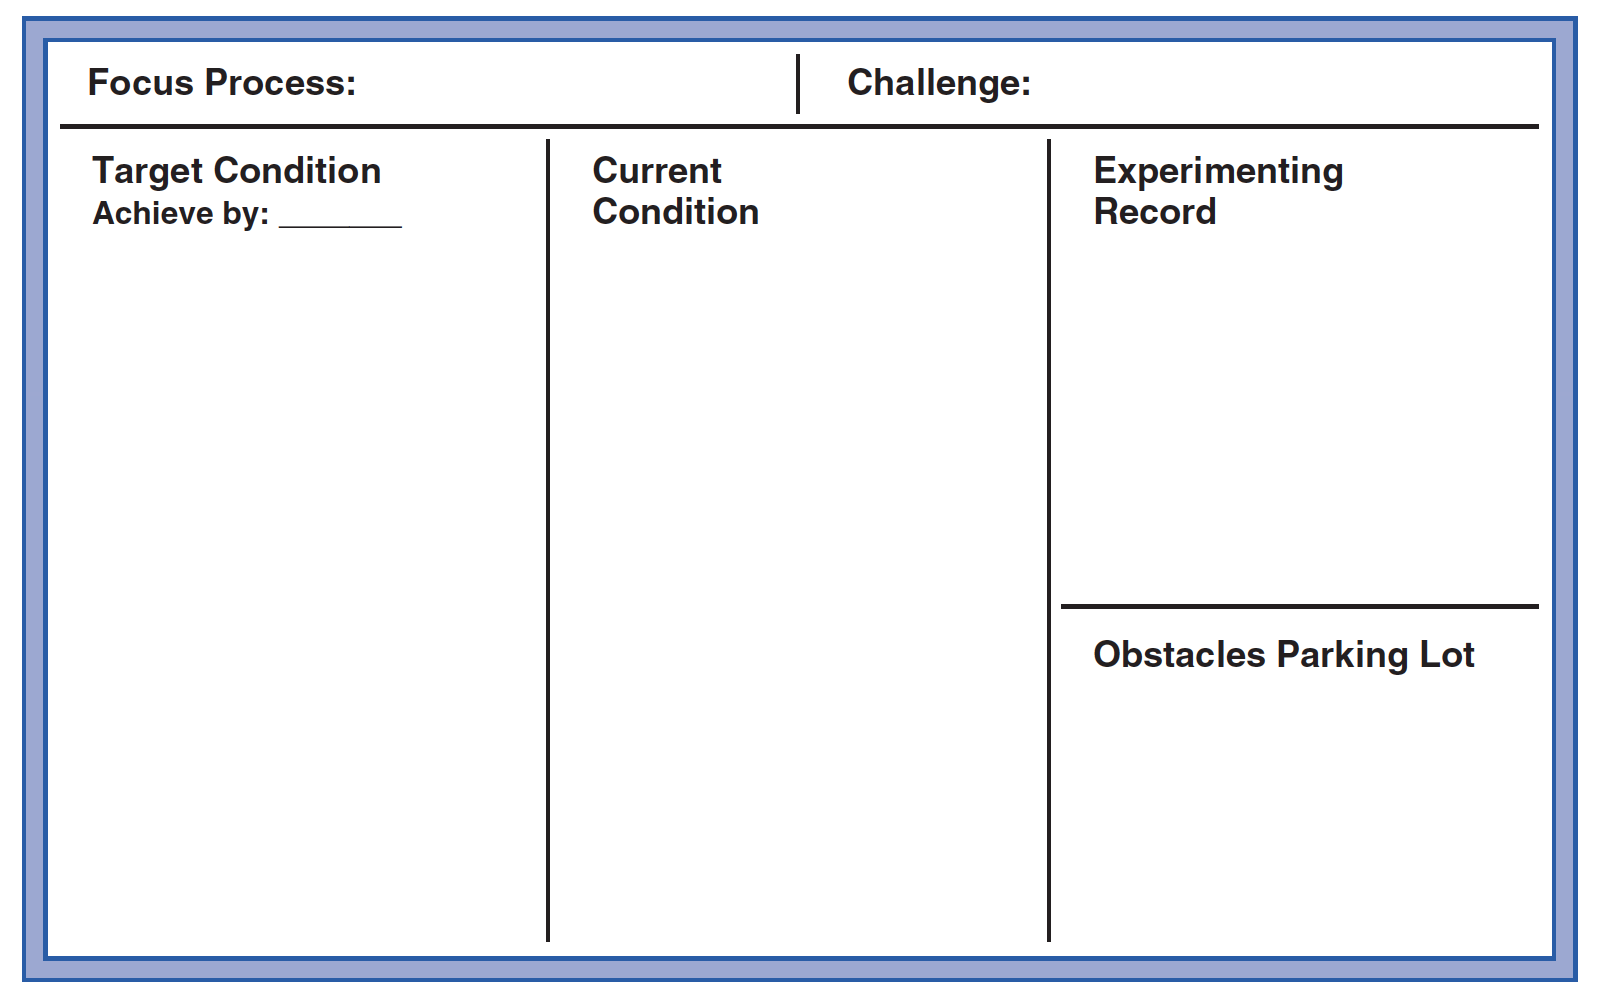 Focus Process:
Challenge:
Target Condition
Achieve by: _______
Current
Condition
Experimenting
Record
Obstacles Parking Lot